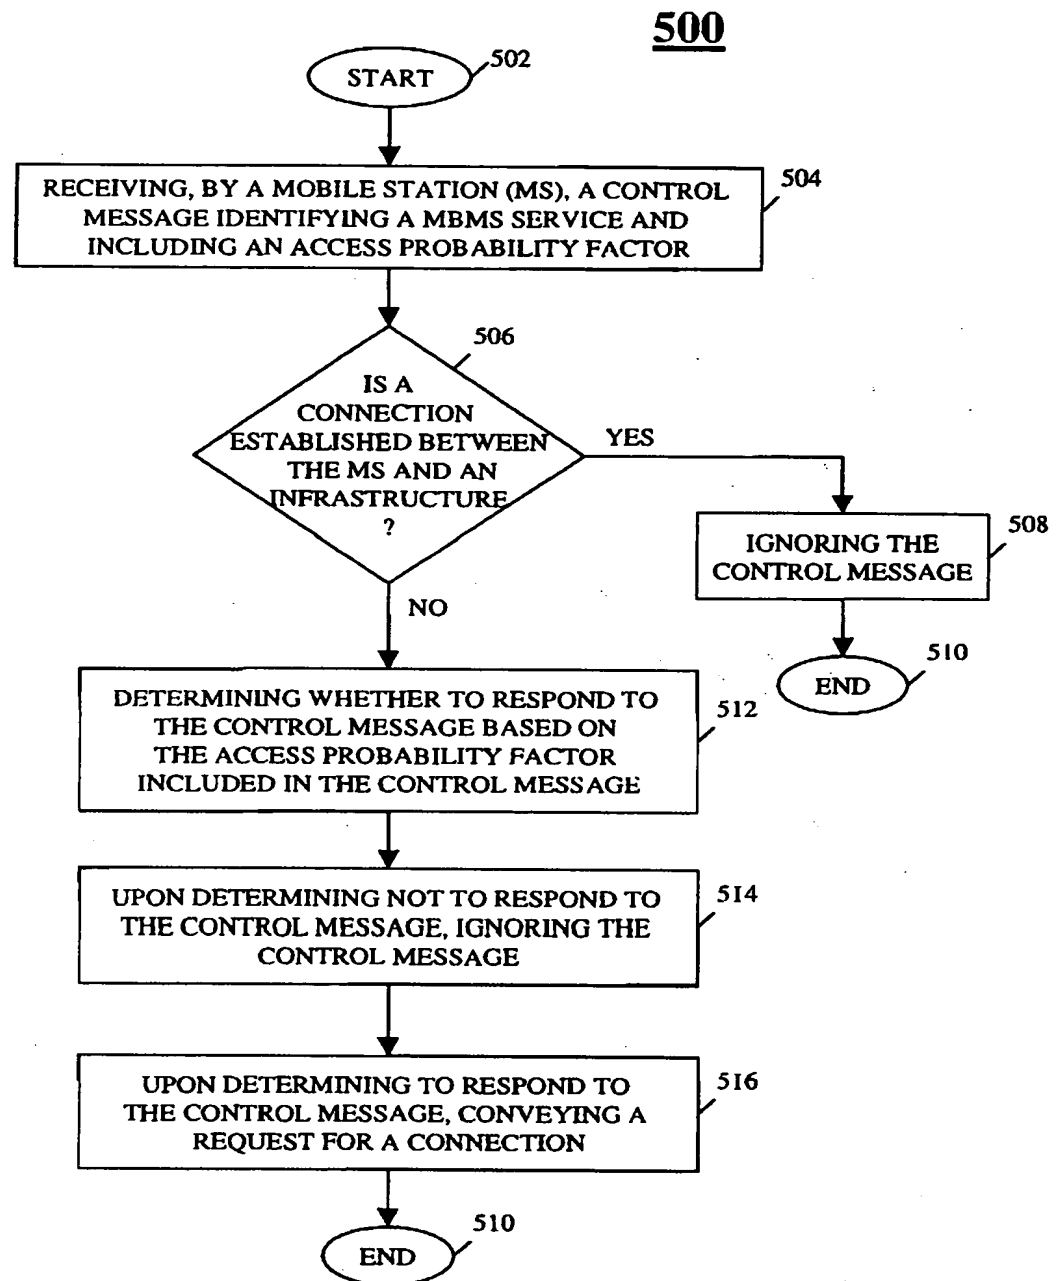 500
START
502
RECEIVING, BY A MOBILE STATION (MS), A CONTROL
MESSAGE IDENTIFYING A MBMS SERVICE AND
INCLUDING AN ACCESS PROBABILITY FACTOR
504
506
IS A
CONNECTION
ESTABLISHED BETWEEN
THE MS AND AN
INFRASTRUCTURE
?
YES
IGNORING THE
CONTROL MESSAGE
508
NO
END
510
DETERMINING WHETHER TO RESPOND TO
THE CONTROL MESSAGE BASED ON
THE ACCESS PROBABILITY FACTOR
INCLUDED IN THE CONTROL MESSAGE
512
UPON DETERMINING NOT TO RESPOND TO
THE CONTROL MESSAGE, IGNORING THE
CONTROL MESSAGE
514
UPON DETERMINING TO RESPOND TO
THE CONTROL MESSAGE, CONVEYING A
REQUEST FOR A CONNECTION
516
END
510